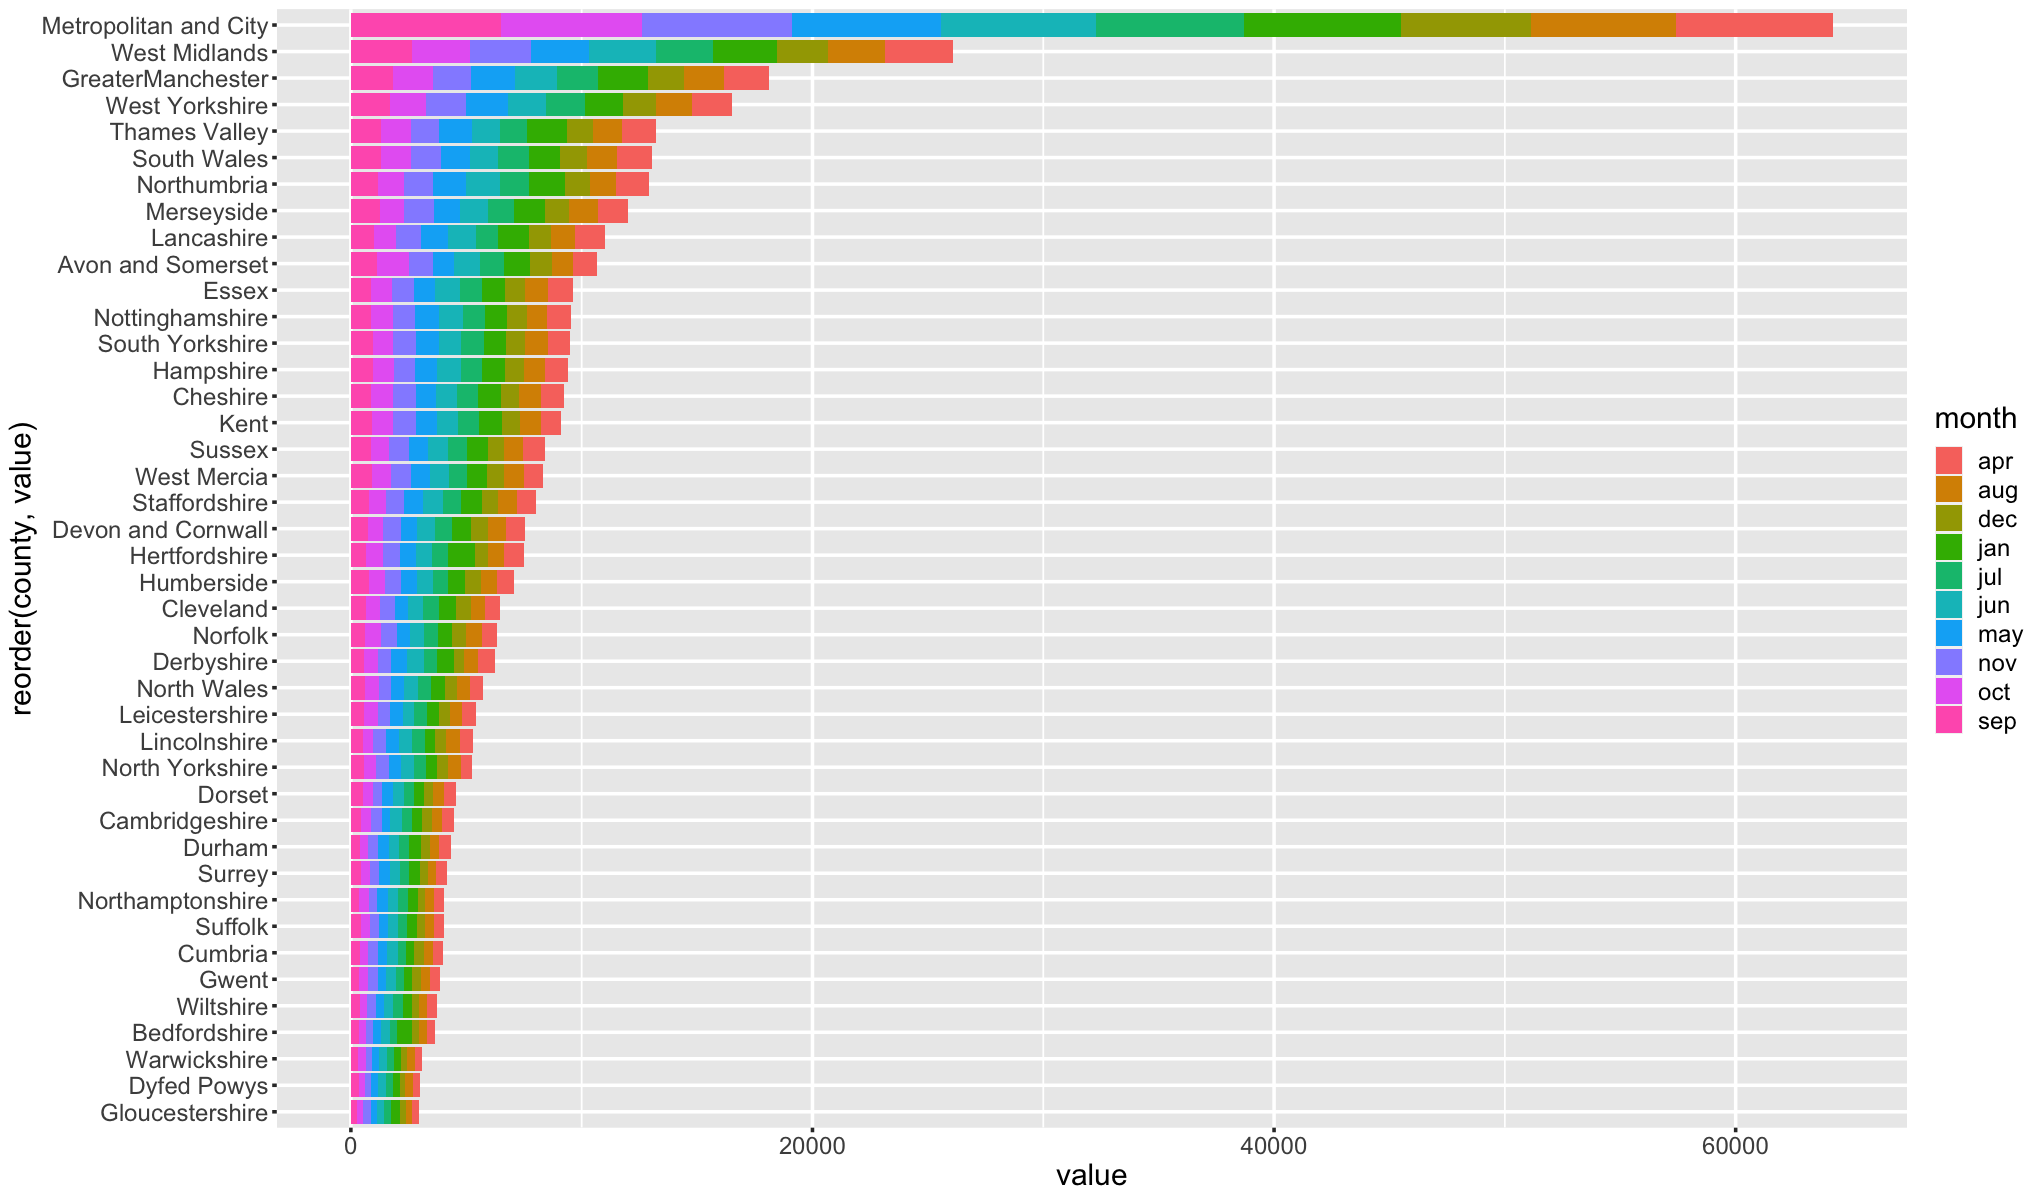 reorder(county, value)
Metropolitan and City
West Midlands
GreaterManchester
West Yorkshire
Thames Valley
South Wales
Northumbria
Merseyside
Lancashire
Avon and Somerset
Essex
Nottinghamshire
South Yorkshire
Hampshire
Cheshire
Kent
Sussex
West Mercia
Staffordshire
Devon and Cornwall
Hertfordshire
Humberside
Cleveland
Norfolk
Derbyshire
North Wales
Leicestershire
Lincolnshire
North Yorkshire
Dorset
Cambridgeshire
Durham
Surrey
Northamptonshire
Suffolk
Cumbria
Gwent
Wiltshire
Bedfordshire
Warwickshire
Dyfed Powys
Gloucestershire
0 20000 40000 60000
value
month
apr
aug
dec
jan
jul
jun
may
nov
oct
sep